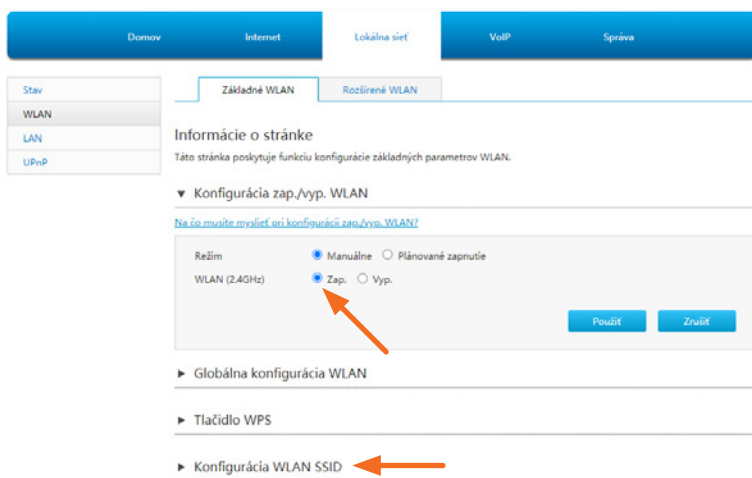 Domov Internet Lokálna sieť VoIP Správa
Stav
WLAN
LAN
UPnP
Základné WLAN Rozšírené WLAN
Informácie o stránke
Táto stránka poskytuje funkciu konfigurácie základných parametrov WLAN.
▼ Konfigurácia zap./vyp. WLAN
Na čo musíte myslieť pri konfigurácii zap./vyp. WLAN?
Režim Manuálne Plánované zapnutie
WLAN (2.4GHz) Zap. Vyp.
Použiť Zrušiť
► Globálna konfigurácia WLAN
► Tlačidlo WPS
► Konfigurácia WLAN SSID